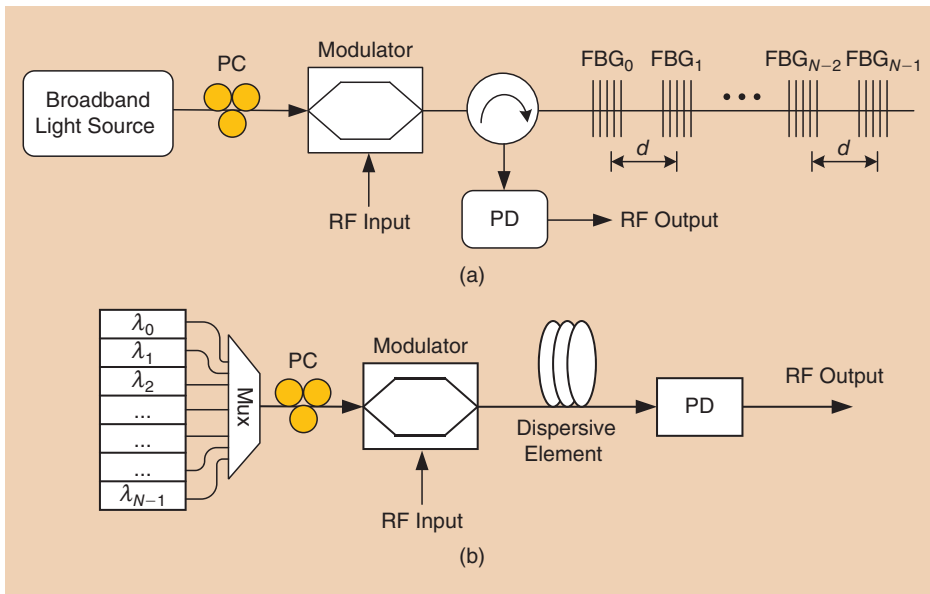 Modulator
PC
Broadband
Light Source
FBG0 FBG1
FBGN−2 FBGN−1
d
d
RF Input
PD
RF Output
(a)
λ0
λ1
λ2
...
...
...
λN−1
Mux
PC
Modulator
RF Input
Dispersive
Element
PD
RF Output
(b)